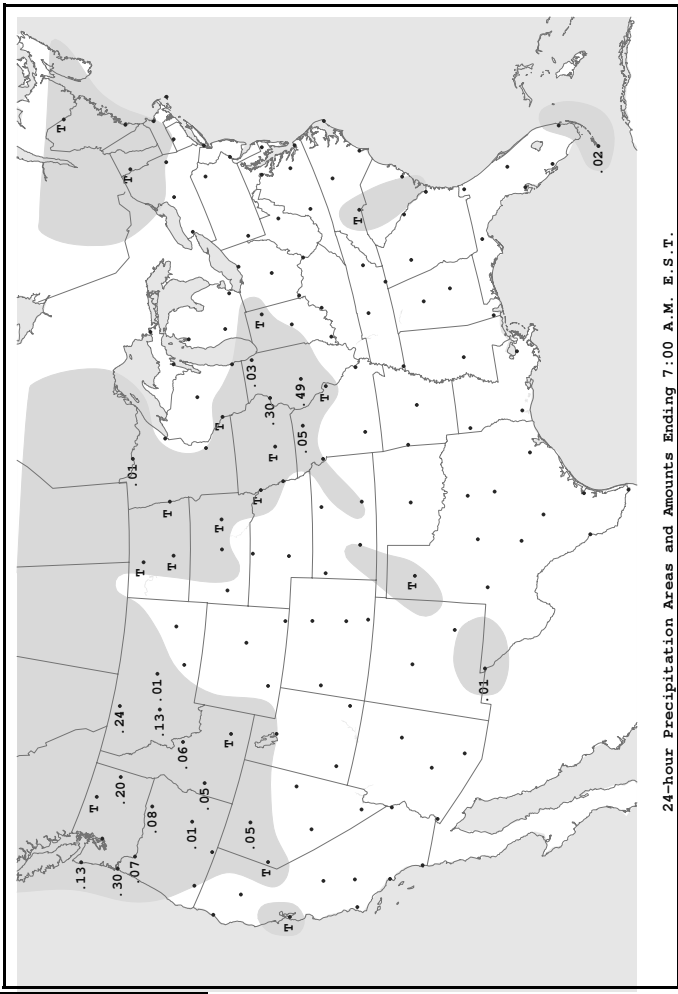 T
.13
T
.30
.24
.20
T
.01
.07
T
.08
.01
.13
T
T
.06
.01
.05
T
T
T
.05
.03
T
T
T
.30
T
T
.49
.05
T
T
T
.01
.02
24-hour Precipitation Areas and Amounts Ending 7:00 A.M. E.S.T.